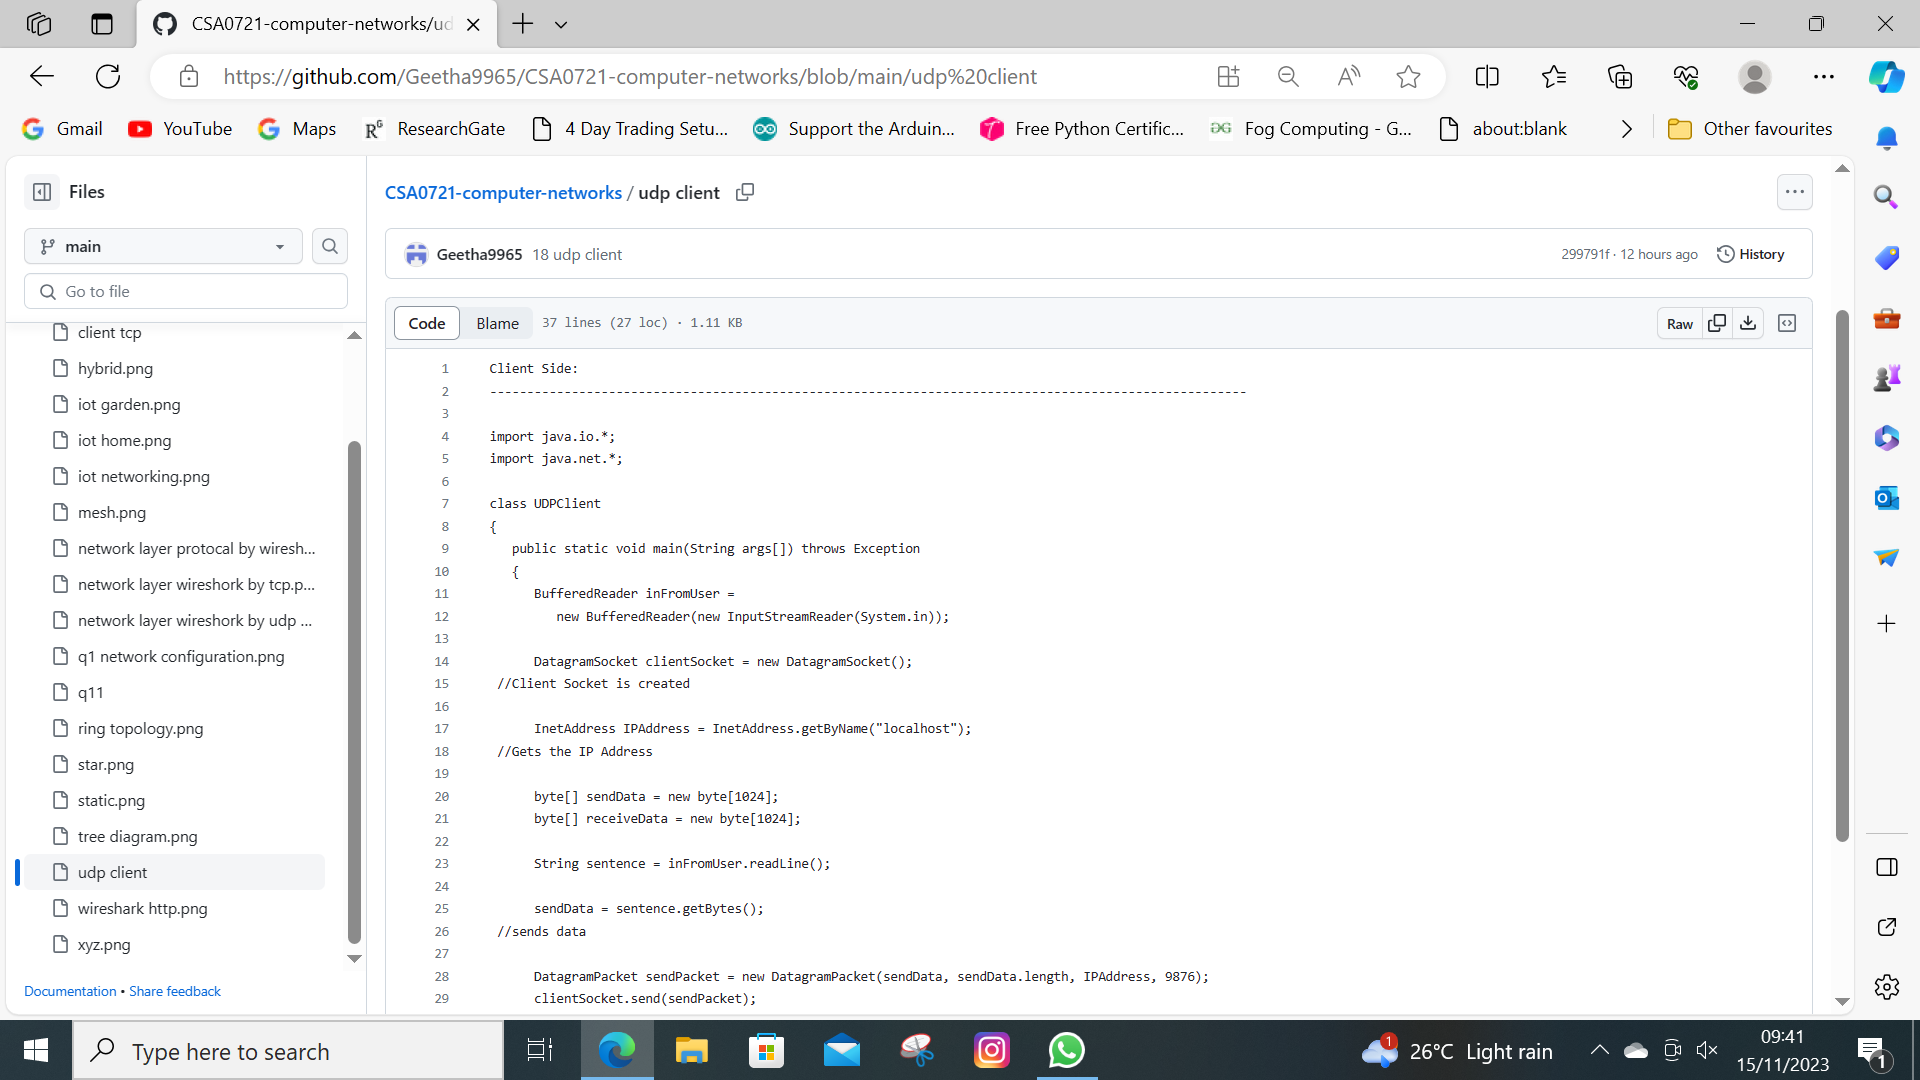 CSA0721-computer-networks/ud
https://github.com/Geetha9965/CSA0721-computer-networks/blob/main/udp%20client
Gmail YouTube Maps ResearchGate 4 Day Trading Setu... Support the Arduin... Free Python Certific... Fog Computing - G... about:blank Other favourites
Files
main
Go to file
client tcp
hybrid.png
iot garden.png
iot home.png
iot networking.png
mesh.png
network layer protocal by wiresh...
network layer wireshork by tcp.p...
network layer wireshork by udp ...
q1 network configuration.png
q11
ring topology.png
star.png
static.png
tree diagram.png
udp client
wireshark http.png
xyz.png
Documentation • Share feedback
CSA0721-computer-networks / udp client
Geetha9965 18 udp client 299791f · 12 hours ago History
Code Blame 37 lines (27 loc) · 1.11 KB Raw
1 Client Side:
2 ------------------------------------------------------------------------------------------------------
3
4 import java.io.*;
5 import java.net.*;
6
7 class UDPClient
8 {
9 public static void main(String args[]) throws Exception
10 {
11 BufferedReader inFromUser =
12 new BufferedReader(new InputStreamReader(System.in));
13
14 DatagramSocket clientSocket = new DatagramSocket();
15 //Client Socket is created
16
17 InetAddress IPAddress = InetAddress.getByName("localhost");
18 //Gets the IP Address
19
20 byte[] sendData = new byte[1024];
21 byte[] receiveData = new byte[1024];
22
23 String sentence = inFromUser.readLine();
24
25 sendData = sentence.getBytes();
26 //sends data
27
28 DatagramPacket sendPacket = new DatagramPacket(sendData, sendData.length, IPAddress, 9876);
29 clientSocket.send(sendPacket);
Type here to search
1
26°C Light rain
09:41
15/11/2023
1